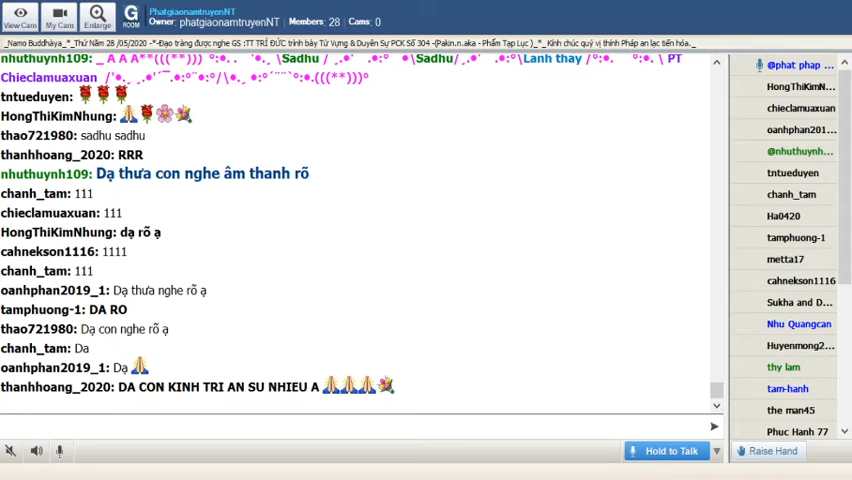 View Cam
My Cam
Enlarge
G
ROOM
PhatgiaonamtruyenNT
Owner: phatgiaonamtruyenNT | Members: 28 | Cams: 0
_Namo Buddhàya_*_Thứ Năm 28 /05/2020 -*-Đạo tràng được nghe GS :TT TRÍ ĐỨC trình bày Tứ Vựng & Duyên Sự PCK Số 304 -(Pakin.n.aka - Phẩm Tạp Lục )_*_Kính chúc quý vị thính Pháp an lạc tiến hóa._
nhuthuynh109:
Sadhu
Sadhu
Lanh thay
PT
Chieclamuaxuan
tntueduyen:
HongThiKimNhung:
thao721980: sadhu sadhu
thanhhoang_2020: RRR
nhuthuynh109: Dạ thưa con nghe âm thanh rõ
chanh_tam: 111
chieclamuaxuan: 111
HongThiKimNhung: dạ rõ ạ
cahnekson1116: 1111
chanh_tam: 111
oanhphan2019_1: Dạ thưa nghe rõ ạ
tamphuong-1: DA RO
thao721980: Dạ con nghe rõ ạ
chanh_tam: Da
oanhphan2019_1: Dạ
thanhhoang_2020: DA CON KINH TRI AN SU NHIEU A
Hold to Talk
@phat phap ...
HongThiKimN...
chieclamuaxuan
oanhphan201...
@nhuthuynh...
tntueduyen
chanh_tam
Ha0420
tamphuong-1
metta17
cahnekson1116
Sukha and D...
Nhu Quangcan
Huyenmong2...
thy lam
tam-hanh
the man45
Phuc Hanh 77
Raise Hand